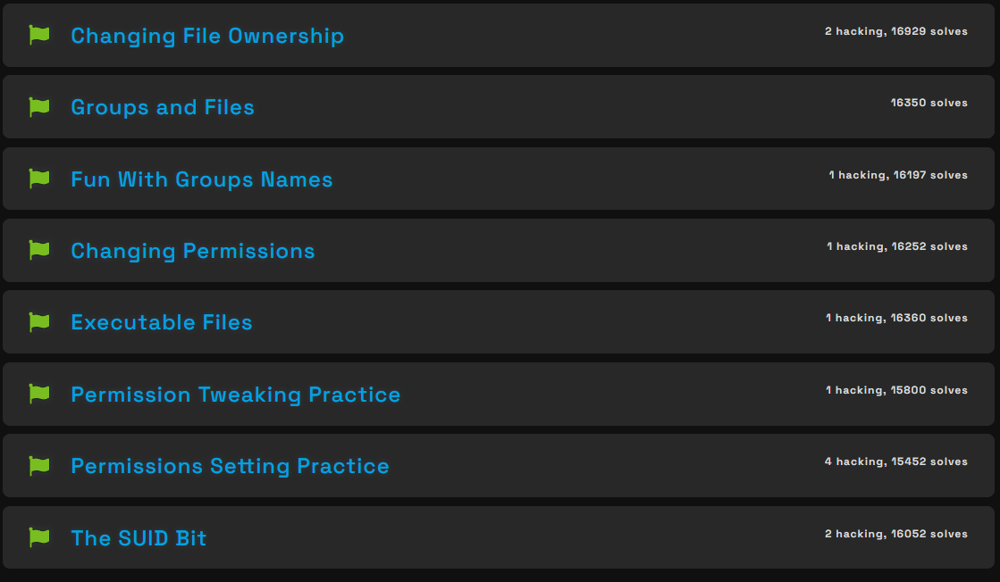 Changing File Ownership
2 hacking, 16929 solves
Groups and Files
16350 solves
Fun With Groups Names
1 hacking, 16197 solves
Changing Permissions
1 hacking, 16252 solves
Executable Files
1 hacking, 16360 solves
Permission Tweaking Practice
1 hacking, 15800 solves
Permissions Setting Practice
4 hacking, 15452 solves
The SUID Bit
2 hacking, 16052 solves